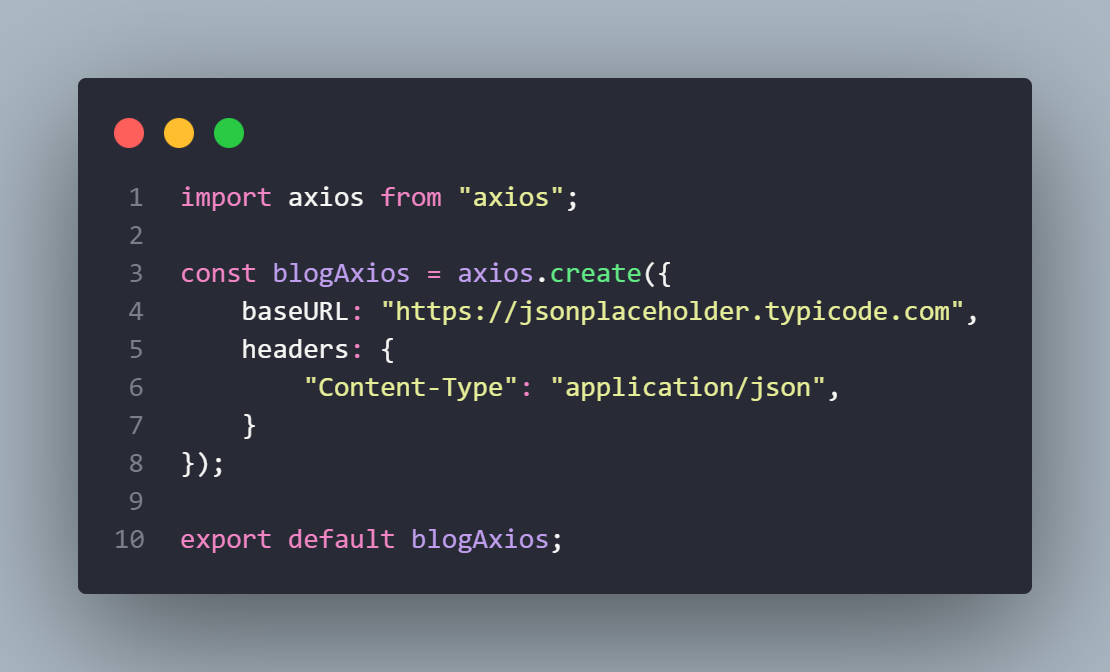 1 import axios from "axios";
2
3 const blogAxios = axios.create({
4     baseURL: "https://jsonplaceholder.typicode.com",
5     headers: {
6         "Content-Type": "application/json",
7     }
8 });
9
10 export default blogAxios;